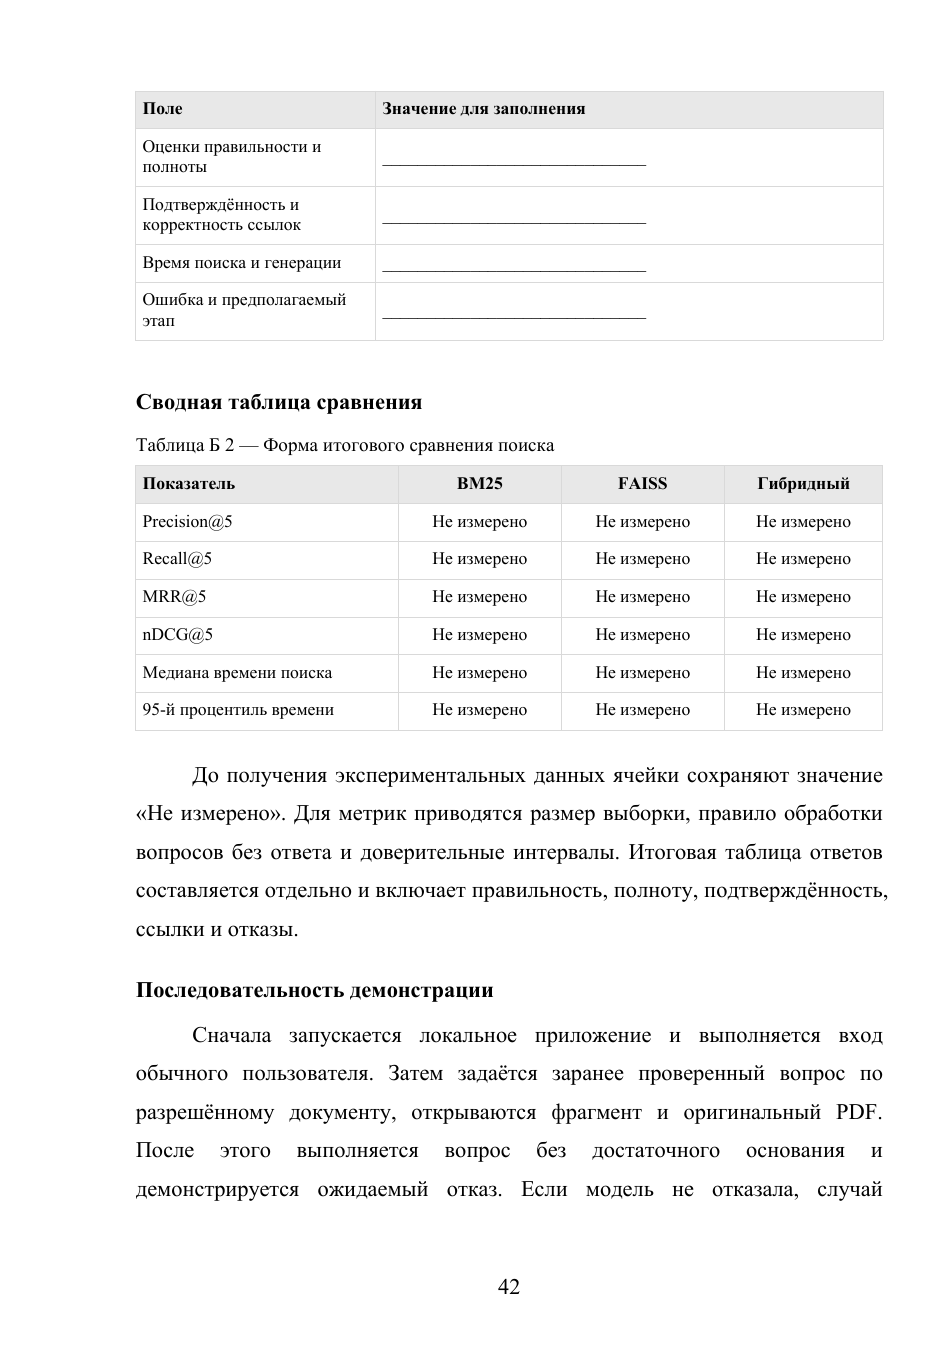 Поле Значение для заполнения
Оценки правильности и
полноты ______________________________
Подтверждённость и
корректность ссылок ______________________________
Время поиска и генерации ______________________________
Ошибка и предполагаемый
этап ______________________________
Сводная таблица сравнения
Таблица Б 2 — Форма итогового сравнения поиска
Показатель BM25 FAISS Гибридный
Precision@5 Не измерено Не измерено Не измерено
Recall@5 Не измерено Не измерено Не измерено
MRR@5 Не измерено Не измерено Не измерено
nDCG@5 Не измерено Не измерено Не измерено
Медиана времени поиска Не измерено Не измерено Не измерено
95-й процентиль времени Не измерено Не измерено Не измерено
До получения экспериментальных данных ячейки сохраняют значение
«Не измерено». Для метрик приводятся размер выборки, правило обработки
вопросов без ответа и доверительные интервалы. Итоговая таблица ответов
составляется отдельно и включает правильность, полноту, подтверждённость,
ссылки и отказы.
Последовательность демонстрации
Сначала запускается локальное приложение и выполняется вход
обычного пользователя. Затем задаётся заранее проверенный вопрос по
разрешённому документу, открываются фрагмент и оригинальный PDF.
После этого выполняется вопрос без достаточного основания и
демонстрируется ожидаемый отказ. Если модель не отказала, случай
42